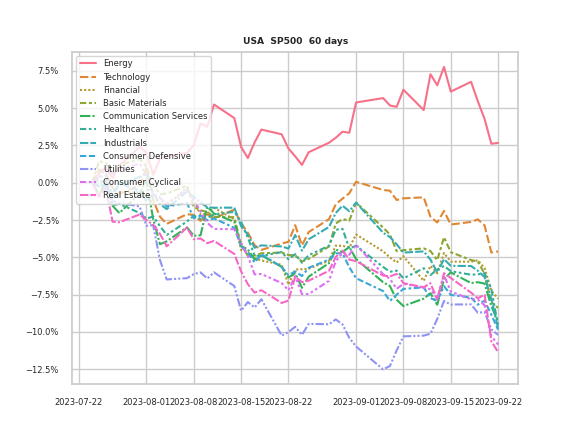 USA  SP500  60 days
7.5%
5.0%
2.5%
0.0%
−2.5%
−5.0%
−7.5%
−10.0%
−12.5%
Energy
Technology
Financial
Basic Materials
Communication Services
Healthcare
Industrials
Consumer Defensive
Utilities
Consumer Cyclical
Real Estate
2023-07-22 2023-08-01 2023-08-08 2023-08-15 2023-08-22 2023-09-01 2023-09-08 2023-09-15 2023-09-22